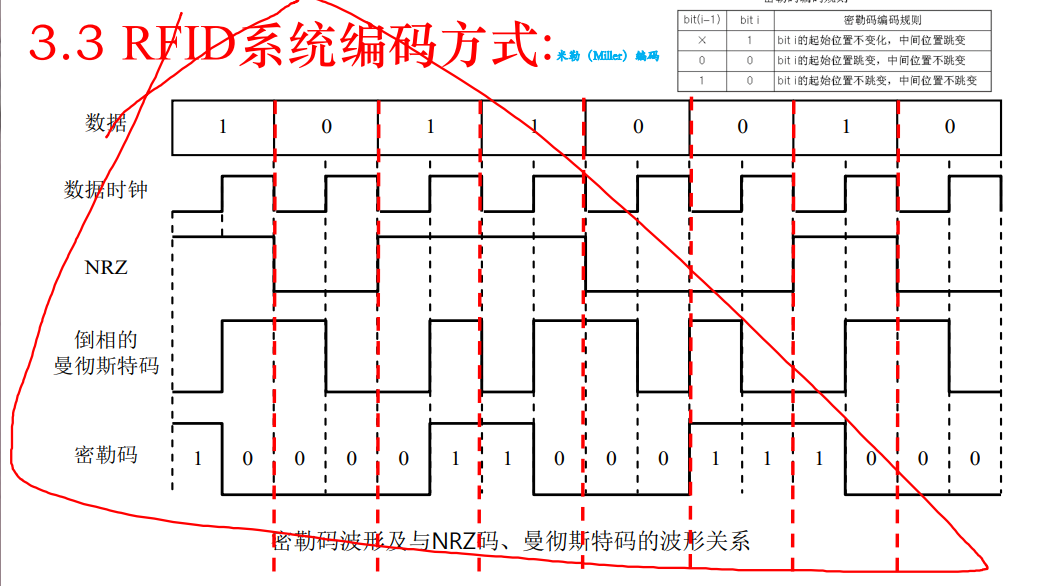 3.3 RFID系统编码方式:米勒（Miller）编码
bit(i-1) bit i 密勒码编码规则
× 1 bit i的起始位置不变化，中间位置跳变
0 0 bit i的起始位置跳变，中间位置不跳变
1 0 bit i的起始位置不跳变，中间位置不跳变
数据 1 0 1 1 0 0 1 0
数据时钟
NRZ
倒相的
曼彻斯特码
密勒码 1 0 0 0 0 1 1 0 0 0 1 1 1 0 0 0
密勒码波形及与NRZ码、曼彻斯特码的波形关系